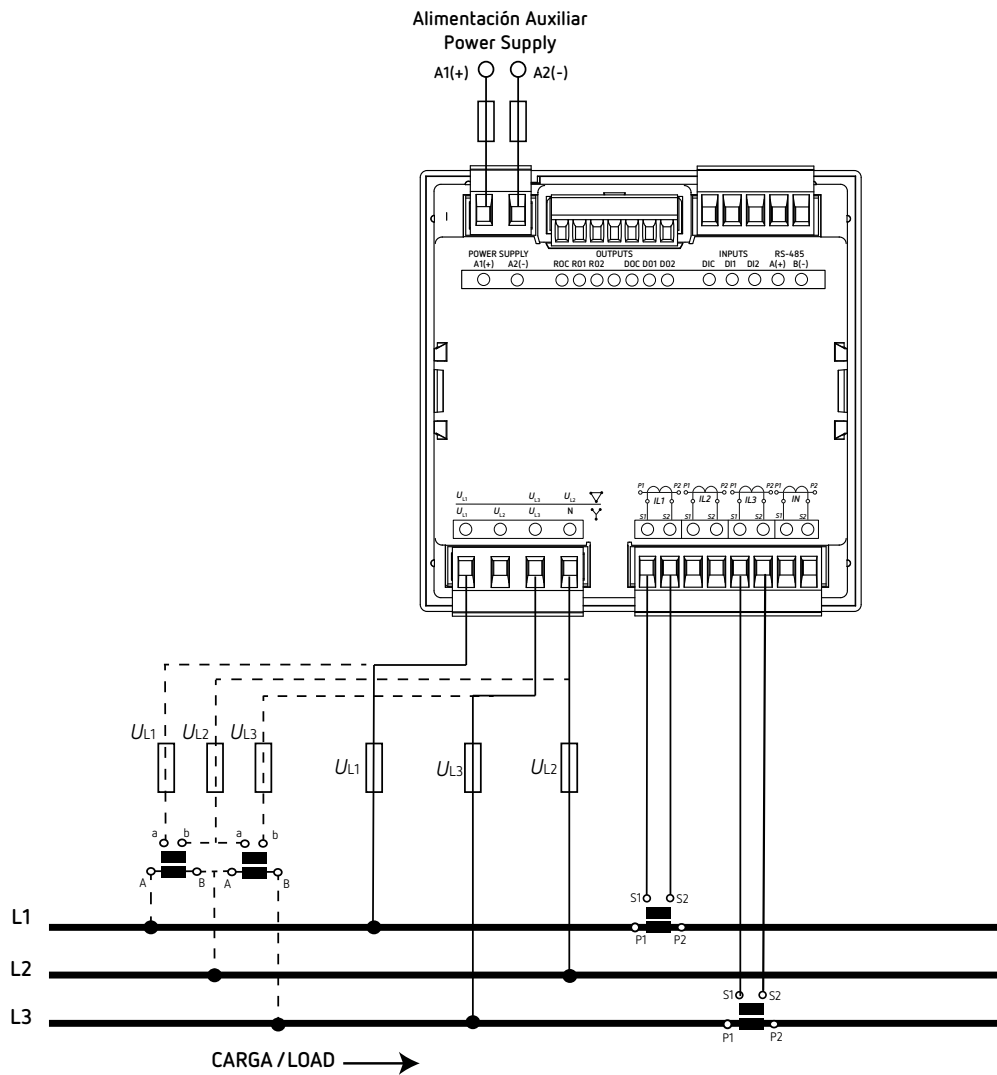 Alimentación Auxiliar
Power Supply
A1(+) A2(-)
POWER SUPPLY OUTPUTS INPUTS RS-485
A1(+) A2(-) ROC RO1 RO2 DOC DO1 DO2 DIC DI1 DI2 A(+) B(-)
P1 P2 P1 P2 P1 P2 P1 P2
IL1 IL2 IL3 IN
UL1 UL3 UL2
UL1 UL2 UL3 N
S1 S2 S1 S2 S1 S2 S1 S2
UL1 UL2 UL3
UL1 UL3 UL2
a b a b
A B A B
S1 S2
L1
P1 P2
L2
S1 S2
L3
P1 P2
CARGA / LOAD